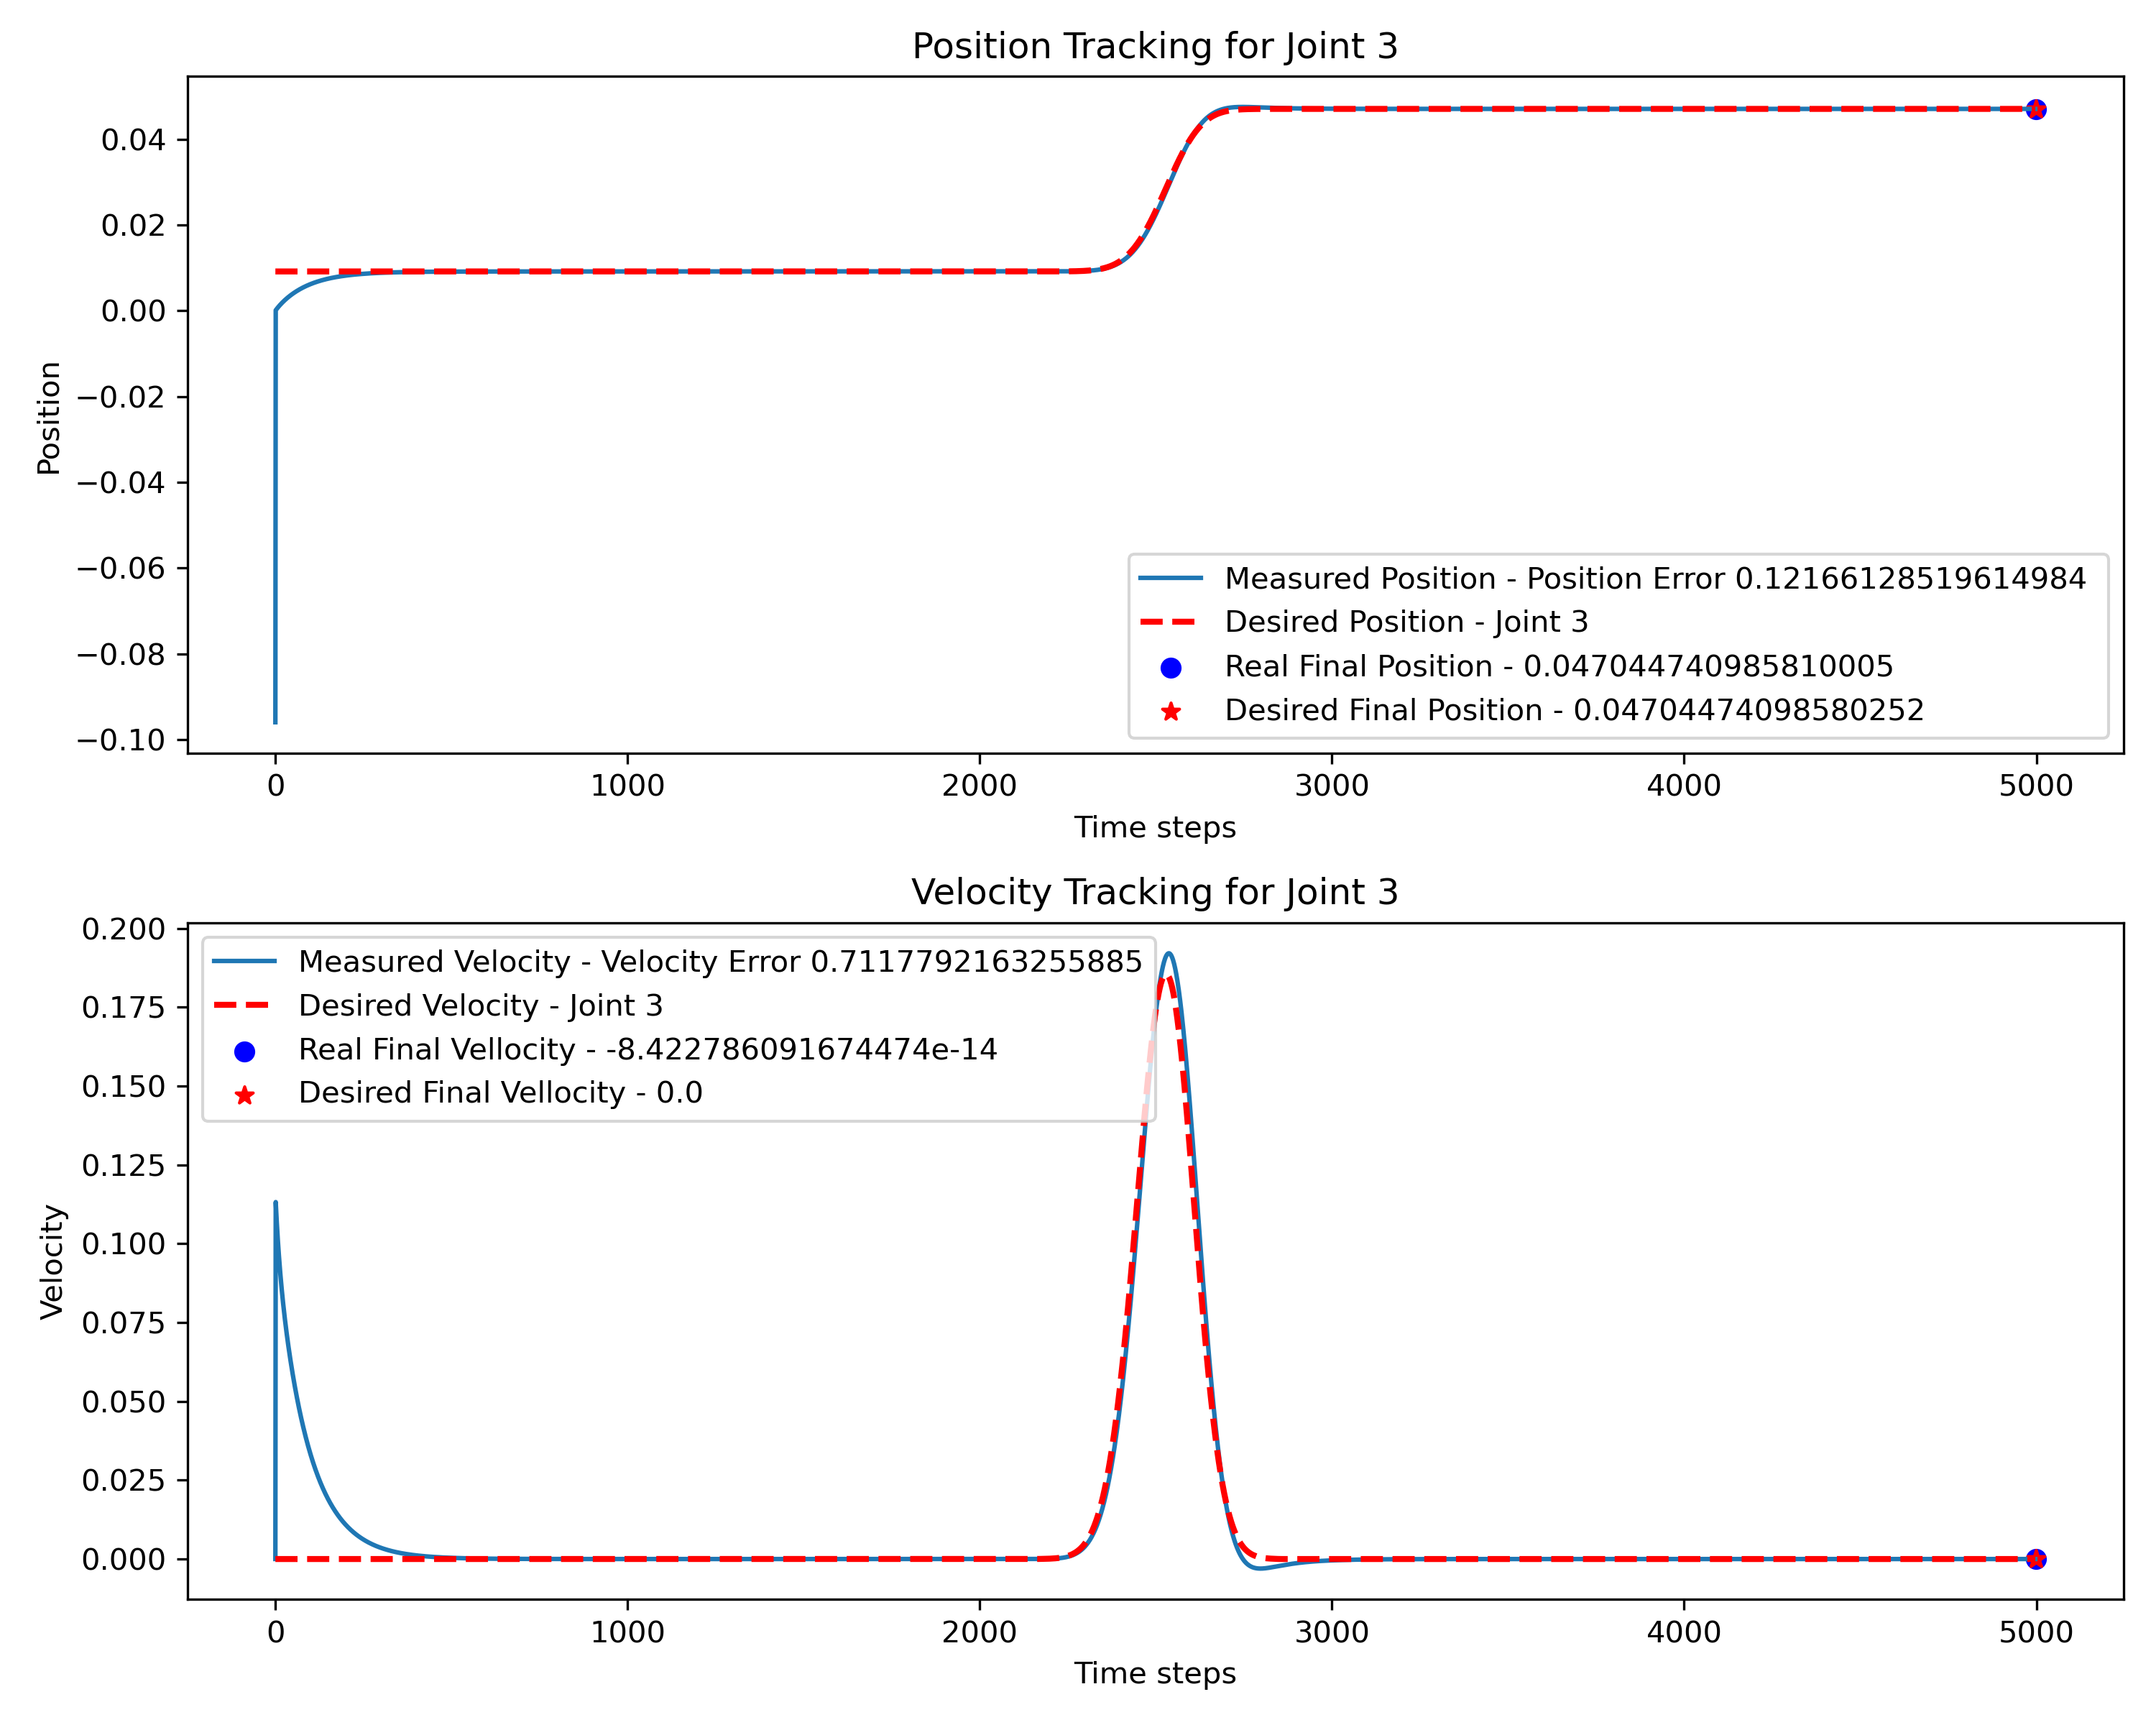 Position Tracking for Joint 3
0.04
0.02
0.00
−0.02
−0.04
−0.06
−0.08
−0.10
Position
Measured Position - Position Error 0.12166128519614984
Desired Position - Joint 3
Real Final Position - 0.047044740985810005
Desired Final Position - 0.04704474098580252
0 1000 2000 3000 4000 5000
Time steps
Velocity Tracking for Joint 3
0.200
0.175
0.150
0.125
0.100
0.075
0.050
0.025
0.000
Velocity
Measured Velocity - Velocity Error 0.7117792163255885
Desired Velocity - Joint 3
Real Final Vellocity - -8.422786091674474e-14
Desired Final Vellocity - 0.0
0 1000 2000 3000 4000 5000
Time steps